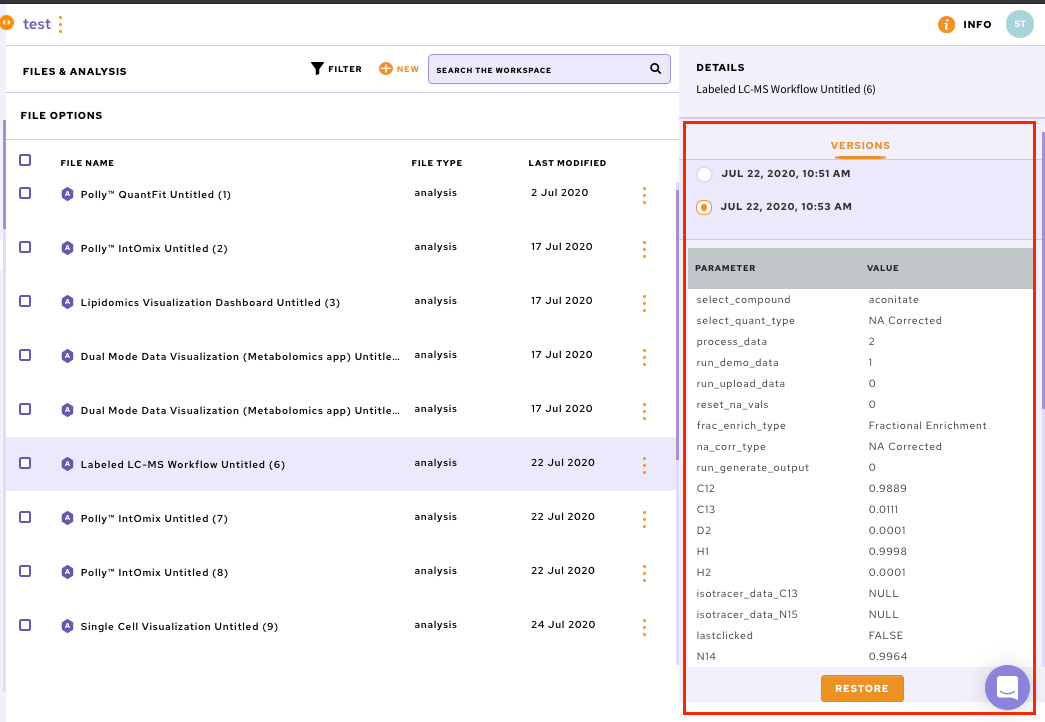 test
INFO
ST
FILES & ANALYSIS
FILTER
NEW
SEARCH THE WORKSPACE
FILE OPTIONS
FILE NAME FILE TYPE LAST MODIFIED
A Polly™ QuantFit Untitled (1) analysis 2 Jul 2020
A Polly™ IntOmix Untitled (2) analysis 17 Jul 2020
A Lipidomics Visualization Dashboard Untitled (3) analysis 17 Jul 2020
A Dual Mode Data Visualization (Metabolomics app) Untitle... analysis 17 Jul 2020
A Dual Mode Data Visualization (Metabolomics app) Untitle... analysis 17 Jul 2020
A Labeled LC-MS Workflow Untitled (6) analysis 22 Jul 2020
A Polly™ IntOmix Untitled (7) analysis 22 Jul 2020
A Polly™ IntOmix Untitled (8) analysis 22 Jul 2020
A Single Cell Visualization Untitled (9) analysis 24 Jul 2020
DETAILS
Labeled LC-MS Workflow Untitled (6)
VERSIONS
JUL 22, 2020, 10:51 AM
JUL 22, 2020, 10:53 AM
PARAMETER VALUE
select_compound aconitate
select_quant_type NA Corrected
process_data 2
run_demo_data 1
run_upload_data 0
reset_na_vals 0
frac_enrich_type Fractional Enrichment
na_corr_type NA Corrected
run_generate_output 0
C12 0.9889
C13 0.0111
D2 0.0001
H1 0.9998
H2 0.0001
isotracer_data_C13 NULL
isotracer_data_N15 NULL
lastclicked FALSE
N14 0.9964
RESTORE